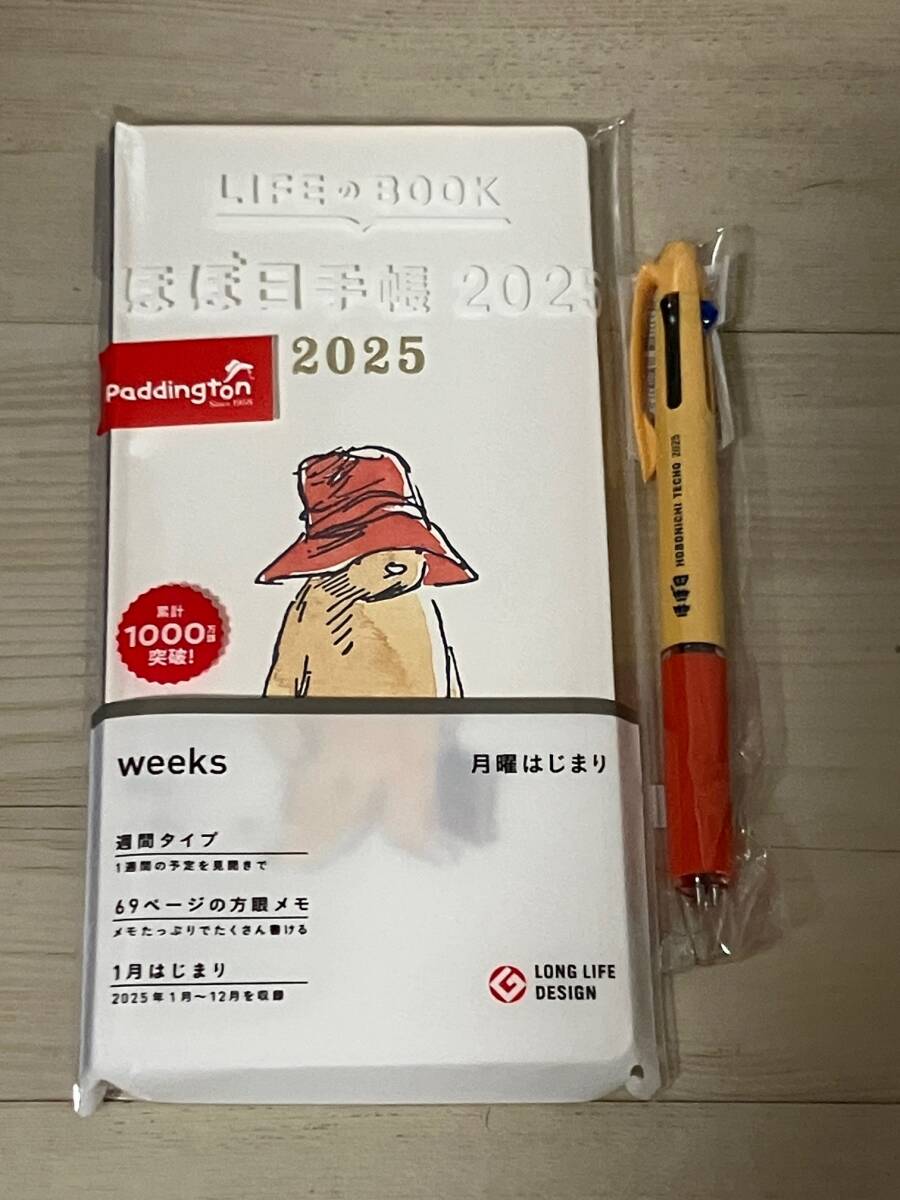 LIFEのBOOK
ほぼ日手帳 2025
2025
Paddington
Since 1958
累計
1000万部
突破!
weeks
月曜はじまり
週間タイプ
1週間の予定を見開きで
69ページの方眼メモ
メモたっぷりでたくさん書ける
1月はじまり
2025年1月~12月を収録
LONG LIFE
DESIGN
ほぼ日 HOBONICHI TECHO 2025